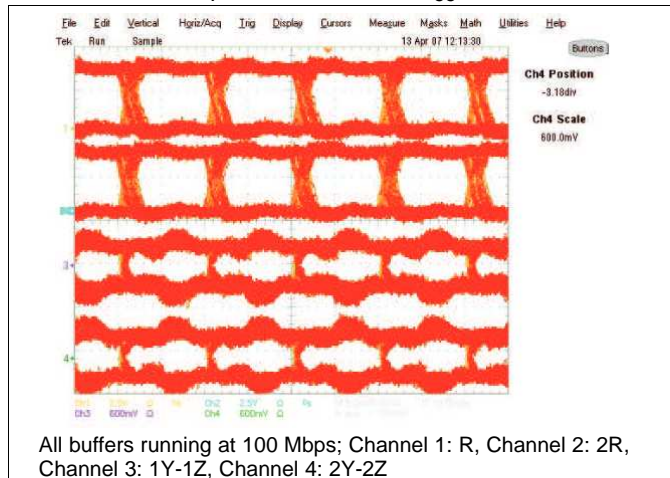 File Edit Vertical Horiz/Acq Trig Display Cursors Measure Masks Math Utilities Help
Tek Run Sample 13 Apr 07 12:13:30
Buttons
Ch4 Position
-3.18div
Ch4 Scale
600.0mV
1
3
4
Ch2 2.5V Ω
Ch3 600mV Ω Ch4 600mV Ω
All buffers running at 100 Mbps; Channel 1: R, Channel 2: 2R,
Channel 3: 1Y-1Z, Channel 4: 2Y-2Z